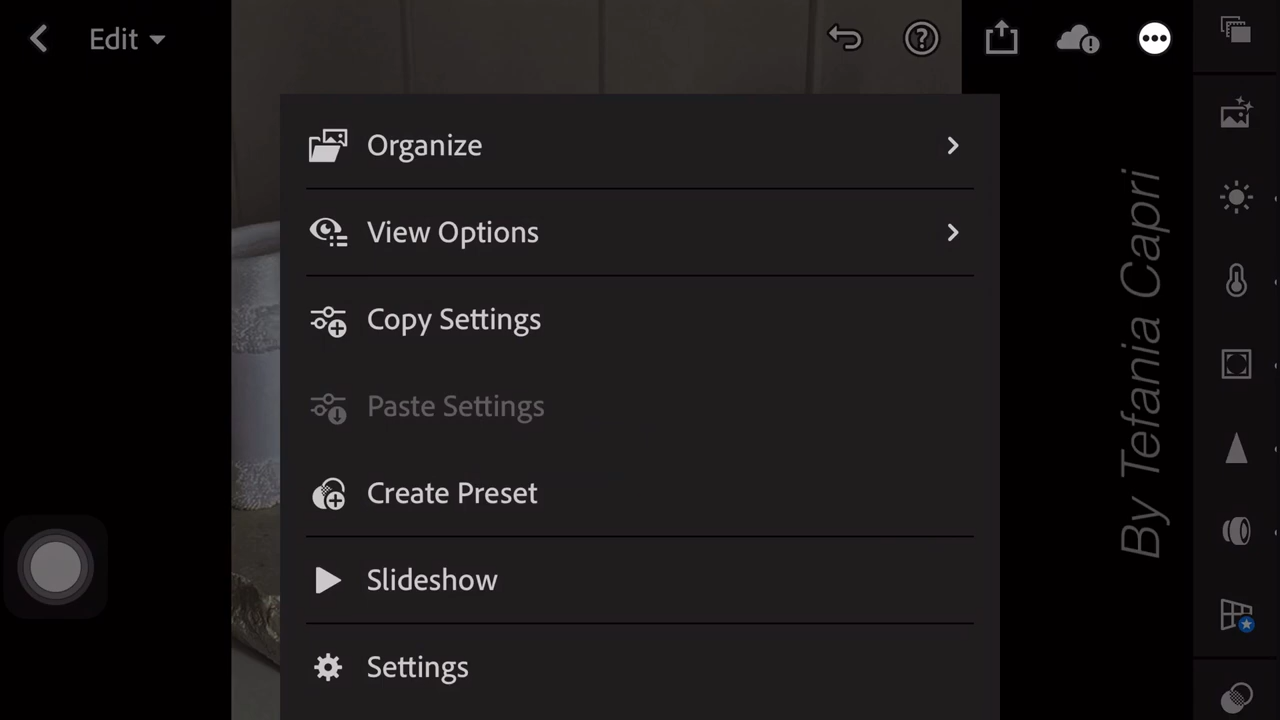 Edit
Organize
View Options
Copy Settings
Paste Settings
Create Preset
Slideshow
Settings
By Tefania Capri